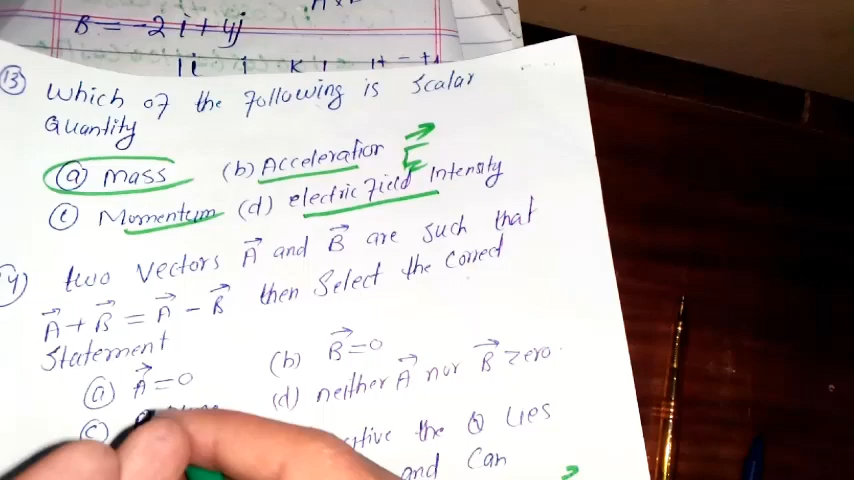 B = -2i + 4j
(13) Which of the following is Scalar
Quantity
(a) Mass (b) Acceleration
(c) Momentum (d) electric field Intensity
two vectors A⃗ and B⃗ are such that
A⃗ + B⃗ = A⃗ - B⃗ then Select the Correct
Statement
(a) A⃗ = 0 (b) B⃗ = 0
(c) (d) neither A⃗ nor B⃗ zero.
the Q lies
and Can